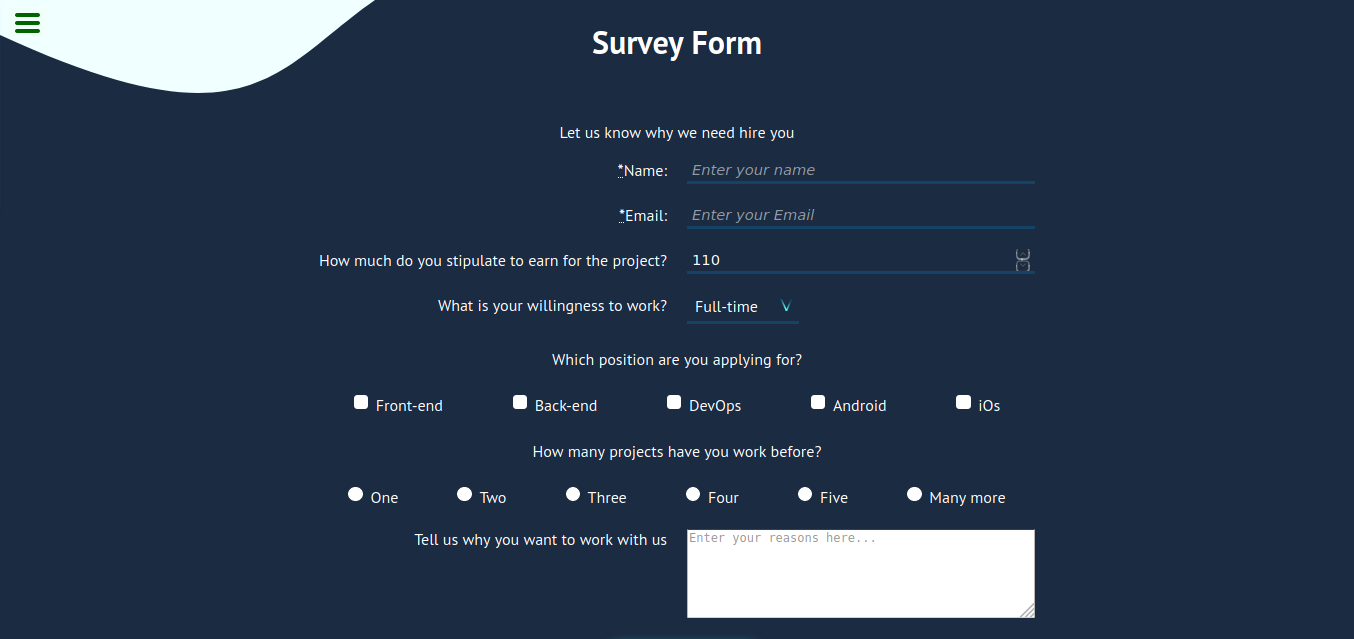 Survey Form
Let us know why we need hire you
*Name: Enter your name
*Email: Enter your Email
How much do you stipulate to earn for the project? 110
What is your willingness to work? Full-time
Which position are you applying for?
Front-end Back-end DevOps Android iOs
How many projects have you work before?
One Two Three Four Five Many more
Tell us why you want to work with us Enter your reasons here...